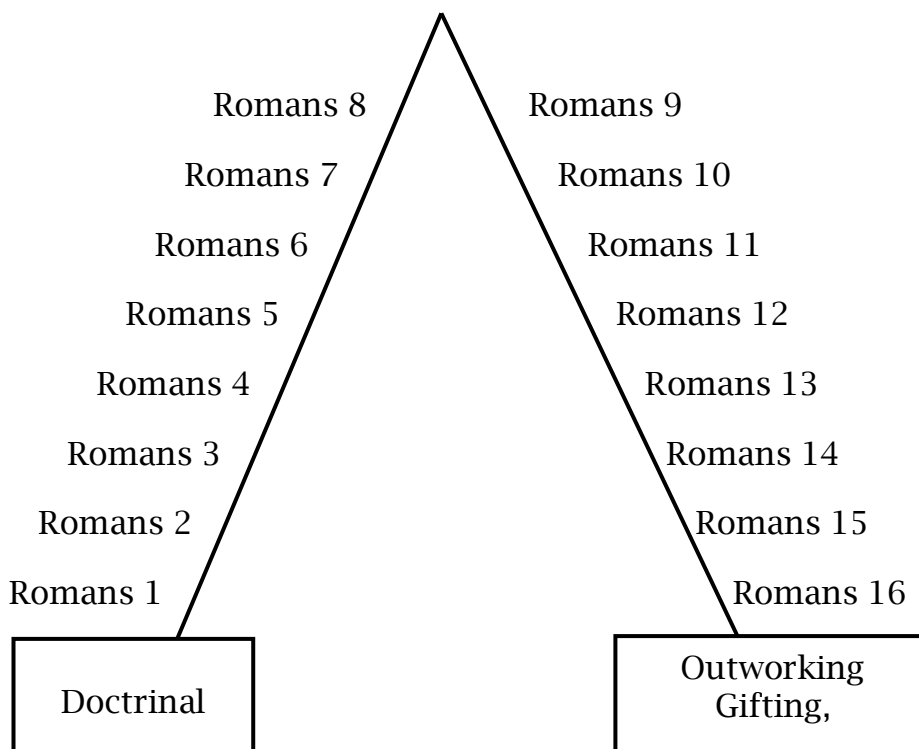 Romans 8
Romans 7
Romans 6
Romans 5
Romans 4
Romans 3
Romans 2
Romans 1
Doctrinal
Romans 9
Romans 10
Romans 11
Romans 12
Romans 13
Romans 14
Romans 15
Romans 16
Outworking
Gifting,